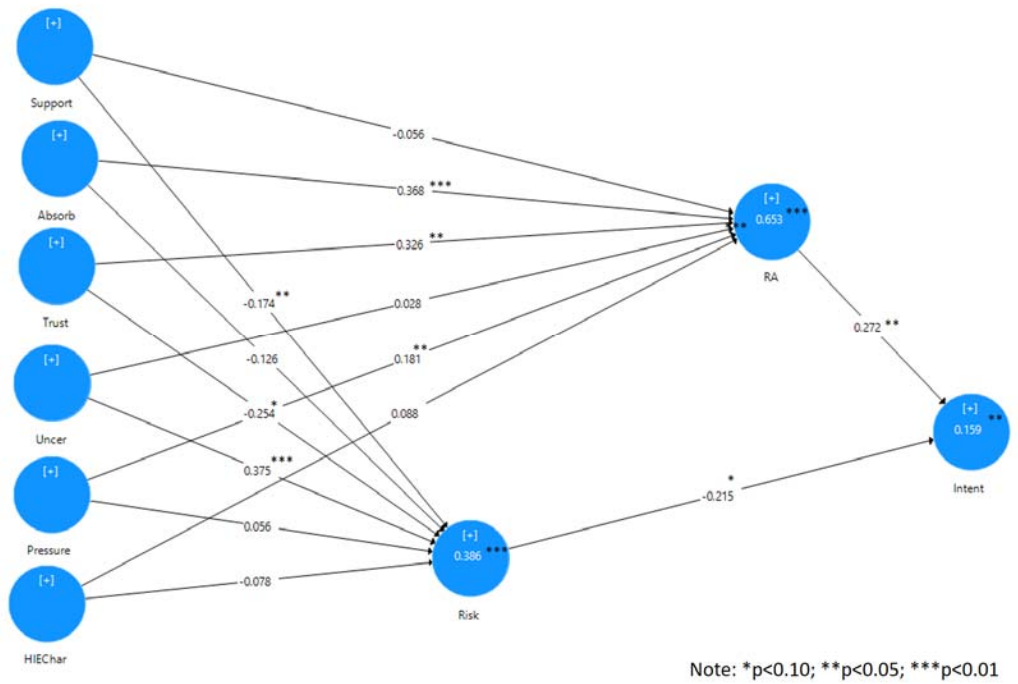 [+]
Support
[+]
Absorb
[+]
Trust
[+]
Uncer
[+]
Pressure
[+]
HIEChar
-0.056
0.368 ***
0.326 **
0.028
0.181 **
0.088
-0.174 **
-0.126
-0.254 *
0.375 ***
0.056
-0.078
[+]
0.653 ***
**
RA
[+]
0.386 ***
Risk
0.272 **
*
-0.215
[+]
0.159 **
Intent
Note: *p<0.10; **p<0.05; ***p<0.01